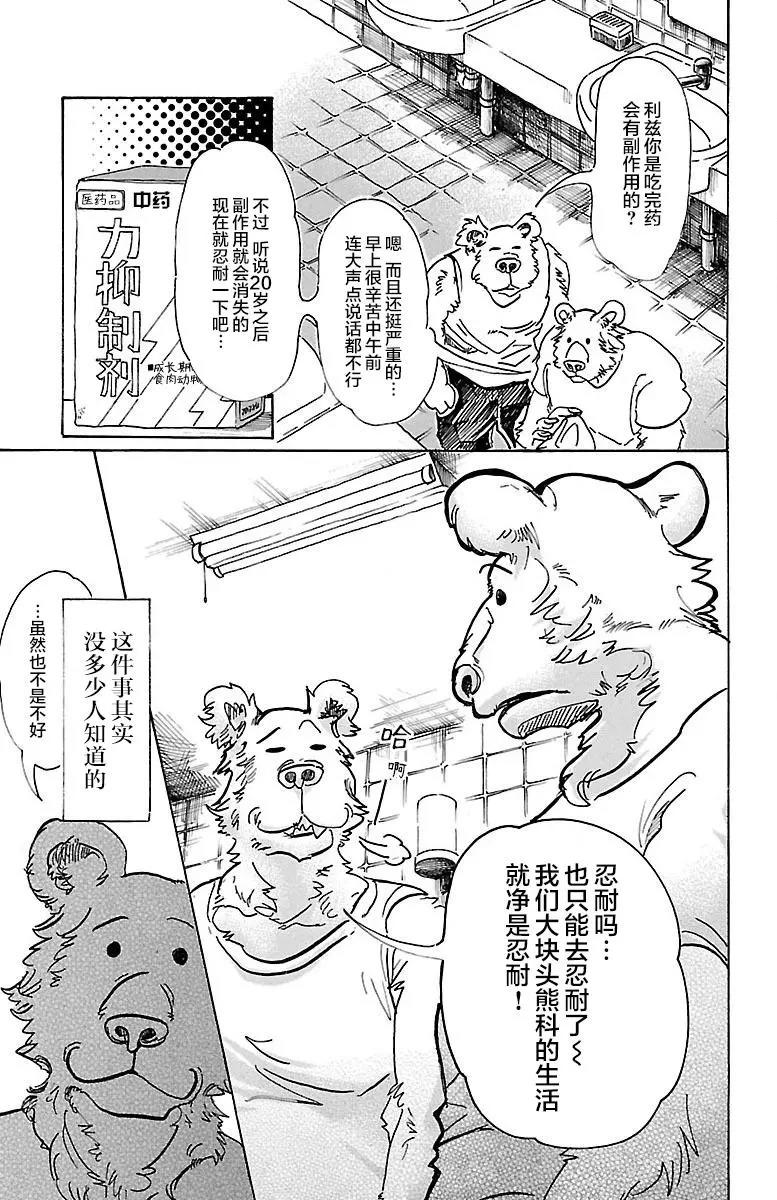 利兹你是吃完药
会有副作用的？
嗯 而且还挺严重的…
早上很辛苦中午前
连大声点说话都不行
不过 听说20岁之后
副作用就会消失的
现在就忍耐一下吧…
医药品
中药
力抑制剂
■成长期
食肉动物
忍耐吗…
也只能去忍耐了～
我们大块头熊科的生活
就净是忍耐！
哈
啊
这件事其实
没多少人知道的
…虽然也不是不好